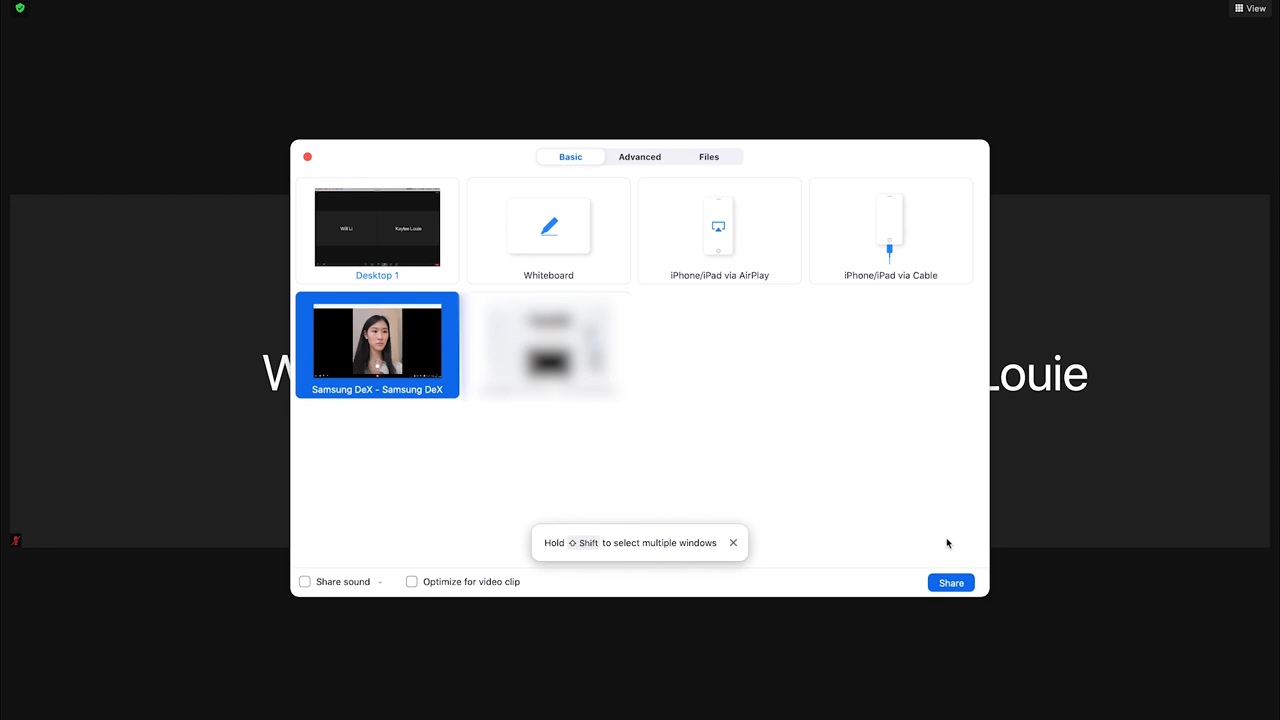 View
Basic
Advanced
Files
Will Li
Kaylee Louie
Desktop 1
Whiteboard
iPhone/iPad via AirPlay
iPhone/iPad via Cable
Samsung DeX - Samsung DeX
Louie
Hold ⇧ Shift to select multiple windows
Share sound
Optimize for video clip
Share